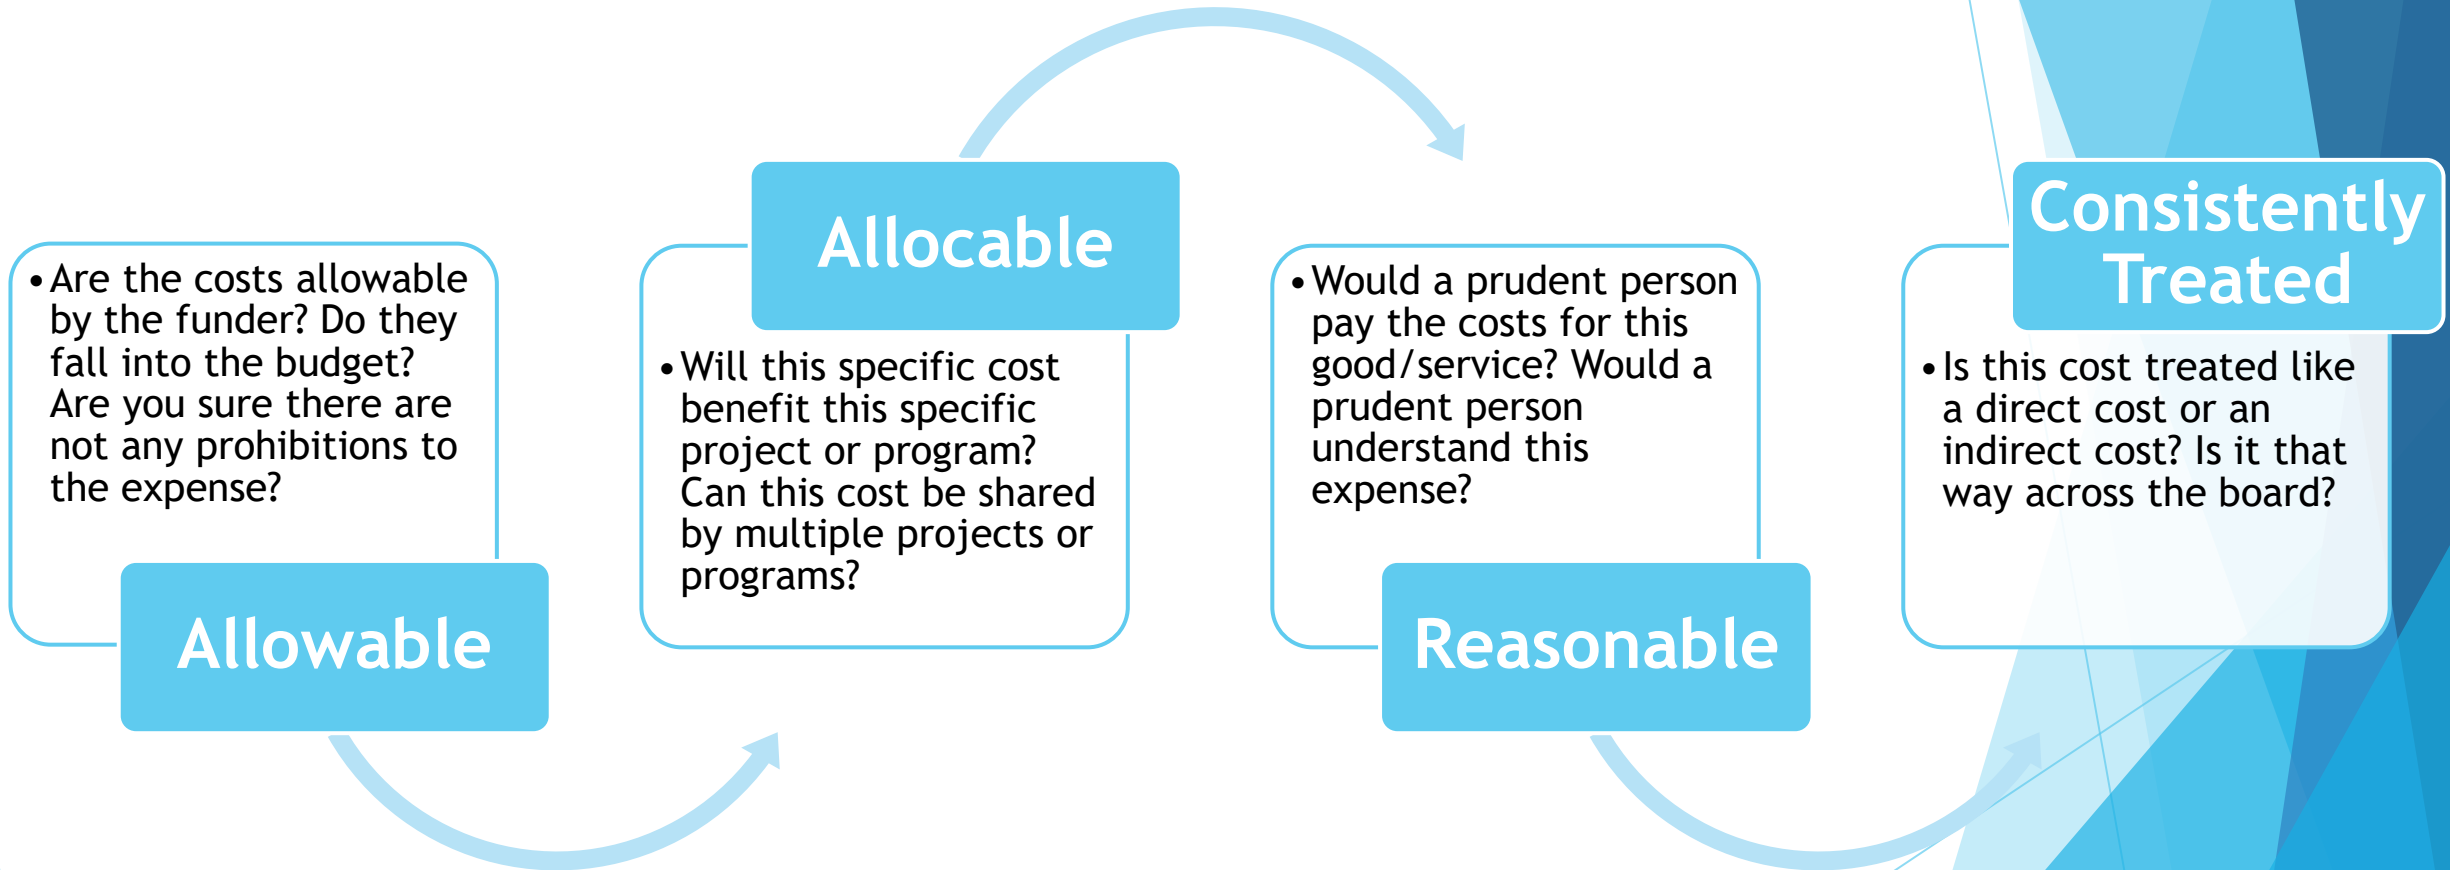 •Are the costs allowable
by the funder? Do they
fall into the budget?
Are you sure there are
not any prohibitions to
the expense?
Allowable
Allocable
•Will this specific cost
benefit this specific
project or program?
Can this cost be shared
by multiple projects or
programs?
•Would a prudent person
pay the costs for this
good/service? Would a
prudent person
understand this
expense?
Reasonable
Consistently
Treated
•Is this cost treated like
a direct cost or an
indirect cost? Is it that
way across the board?